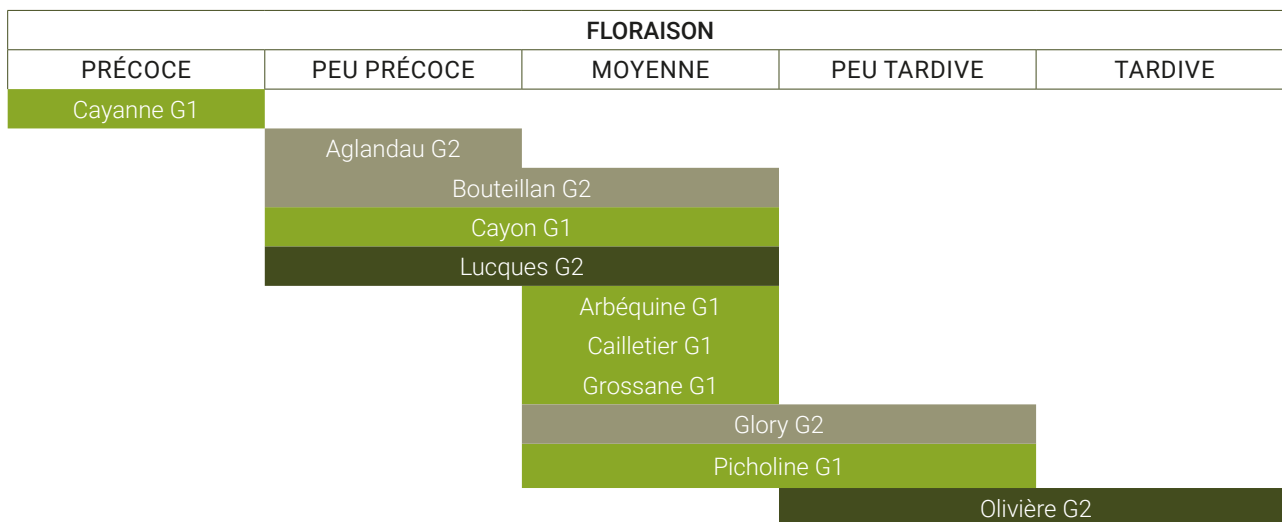 FLORAISON
PRÉCOCE PEU PRÉCOCE MOYENNE PEU TARDIVE TARDIVE
Cayanne G1
Aglandau G2
Bouteillan G2
Cayon G1
Lucques G2
Arbéquine G1
Cailletier G1
Grossane G1
Glory G2
Picholine G1
Olivière G2